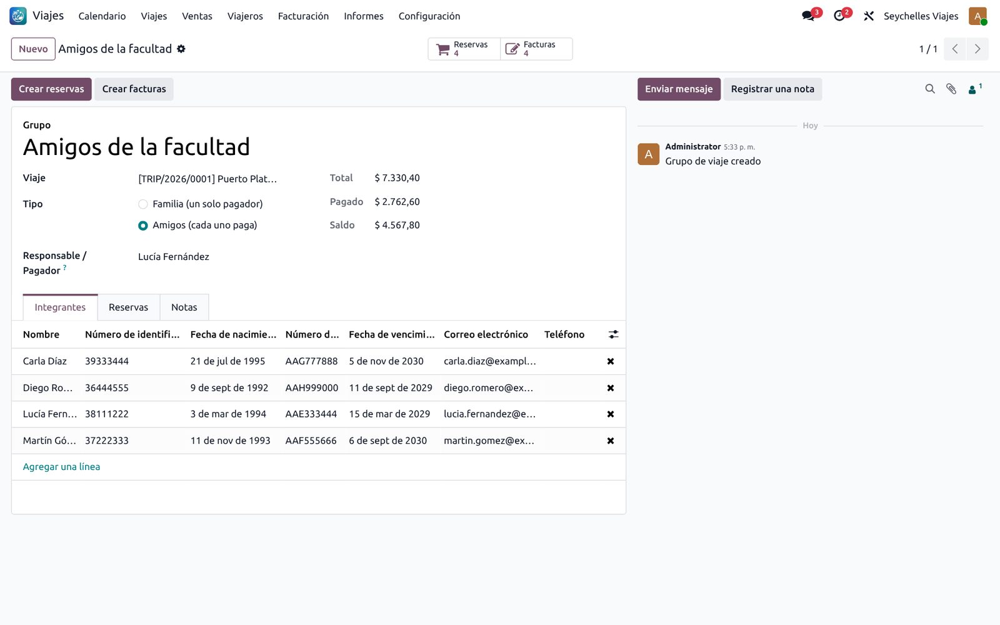 Viajes Calendario Viajes Ventas Viajeros Facturación Informes Configuración 3 2 Seychelles Viajes A
Nuevo Amigos de la facultad Reservas 4 Facturas 4 1 / 1
Crear reservas Crear facturas Enviar mensaje Registrar una nota 1
Hoy
Administrator 5:33 p. m.
A Grupo de viaje creado
Grupo
Amigos de la facultad
Viaje [TRIP/2026/0001] Puerto Plat… Total $ 7.330,40
Tipo Familia (un solo pagador) Pagado $ 2.762,60
Amigos (cada uno paga) Saldo $ 4.567,80
Responsable / Pagador ? Lucía Fernández
Integrantes Reservas Notas
Nombre Número de identifi… Fecha de nacimie… Número d… Fecha de vencimi… Correo electrónico Teléfono
Carla Díaz 39333444 21 de jul de 1995 AAG777888 5 de nov de 2030 carla.diaz@exampl…
Diego Ro… 36444555 9 de sept de 1992 AAH999000 11 de sept de 2029 diego.romero@ex…
Lucía Fern… 38111222 3 de mar de 1994 AAE333444 15 de mar de 2029 lucia.fernandez@e…
Martín Gó… 37222333 11 de nov de 1993 AAF555666 6 de sept de 2030 martin.gomez@ex…
Agregar una línea